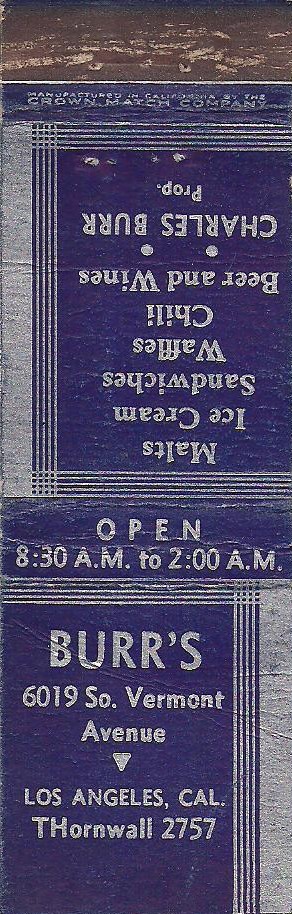 MANUFACTURED IN CALIFORNIA BY THE
CROWN MATCH COMPANY
Malts
Ice Cream
Sandwiches
Waffles
Chili
Beer and Wines
• •
CHARLES BURR
Prop.
OPEN
8:30 A.M. to 2:00 A.M.
BURR'S
6019 So. Vermont
Avenue
LOS ANGELES, CAL.
THornwall 2757